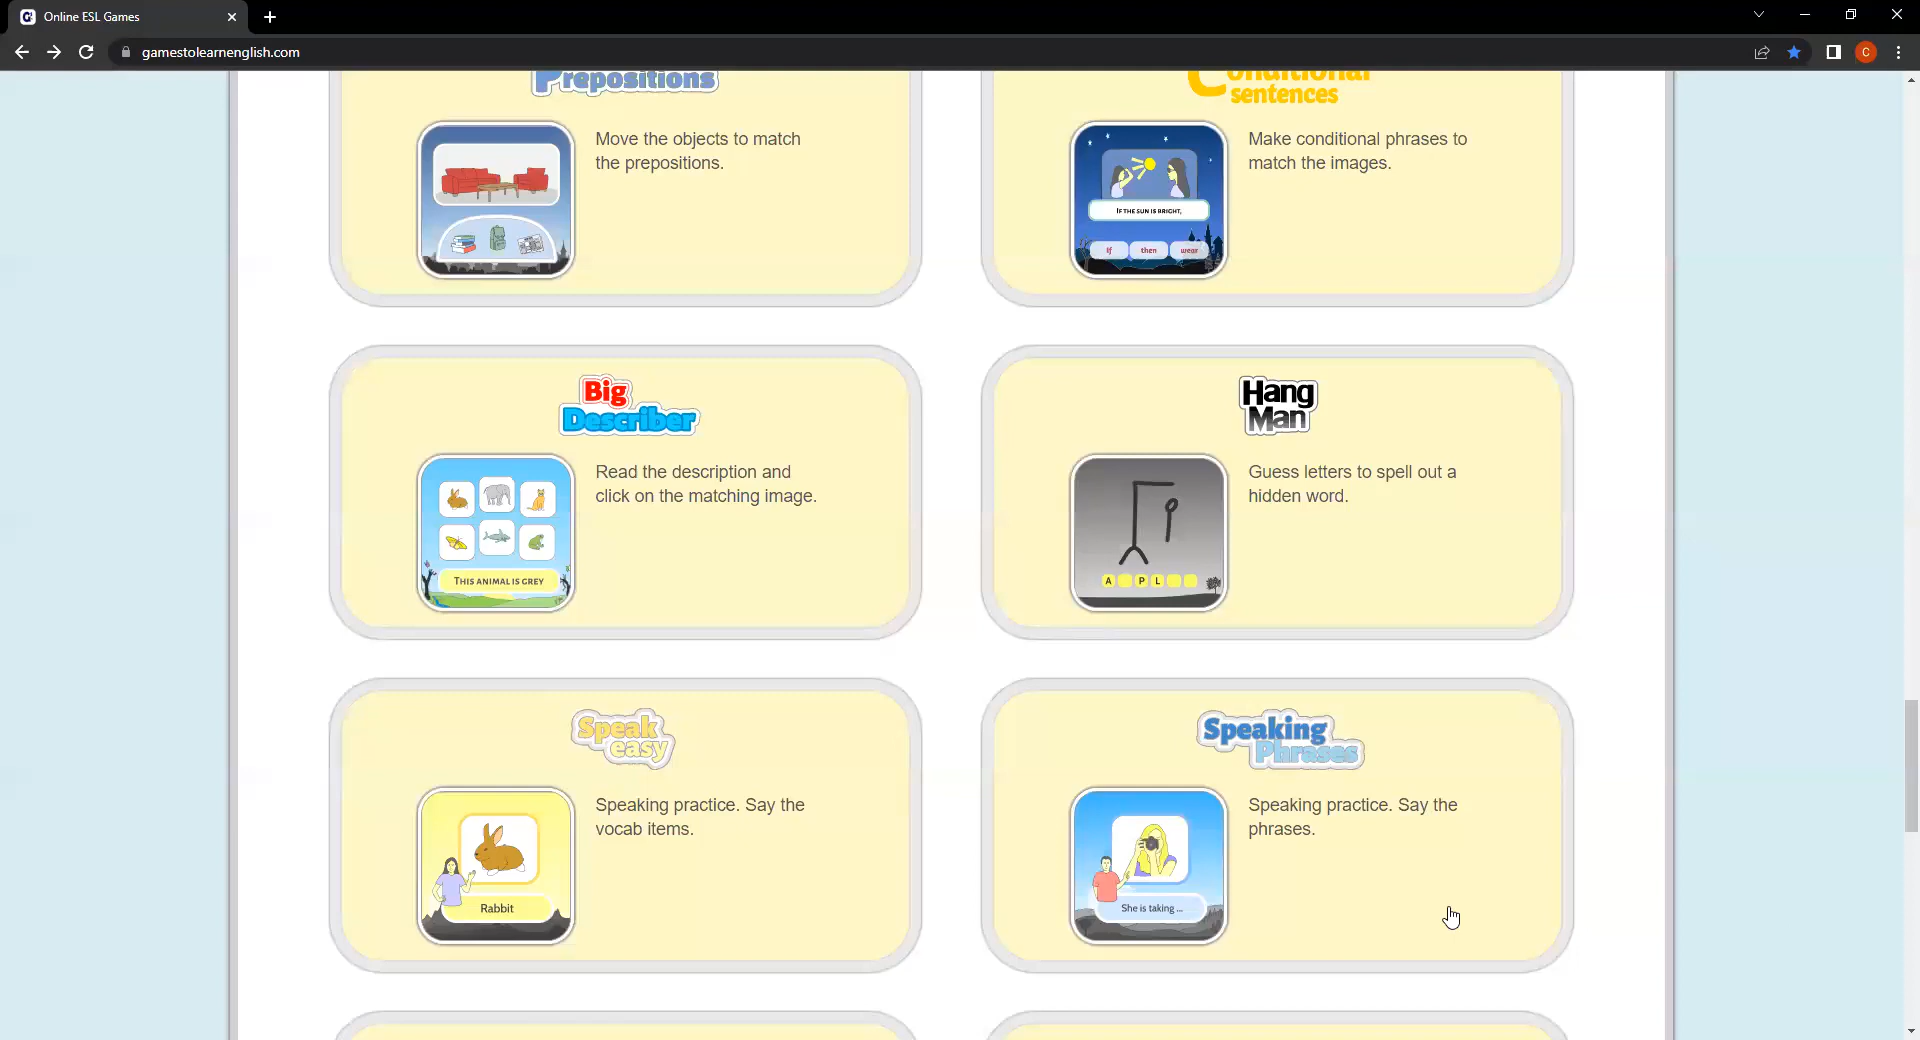 Online ESL Games
gamestolearnenglish.com
C
Prepositions
Conditional
sentences
Move the objects to match
the prepositions.
Make conditional phrases to
match the images.
IF THE SUN IS BRIGHT,
If then wear
Big
Describer
Hang
Man
Read the description and
click on the matching image.
THIS ANIMAL IS GREY
Guess letters to spell out a
hidden word.
A P L
Speak
easy
Speaking
Phrases
Speaking practice. Say the
vocab items.
Rabbit
Speaking practice. Say the
phrases.
She is taking ...